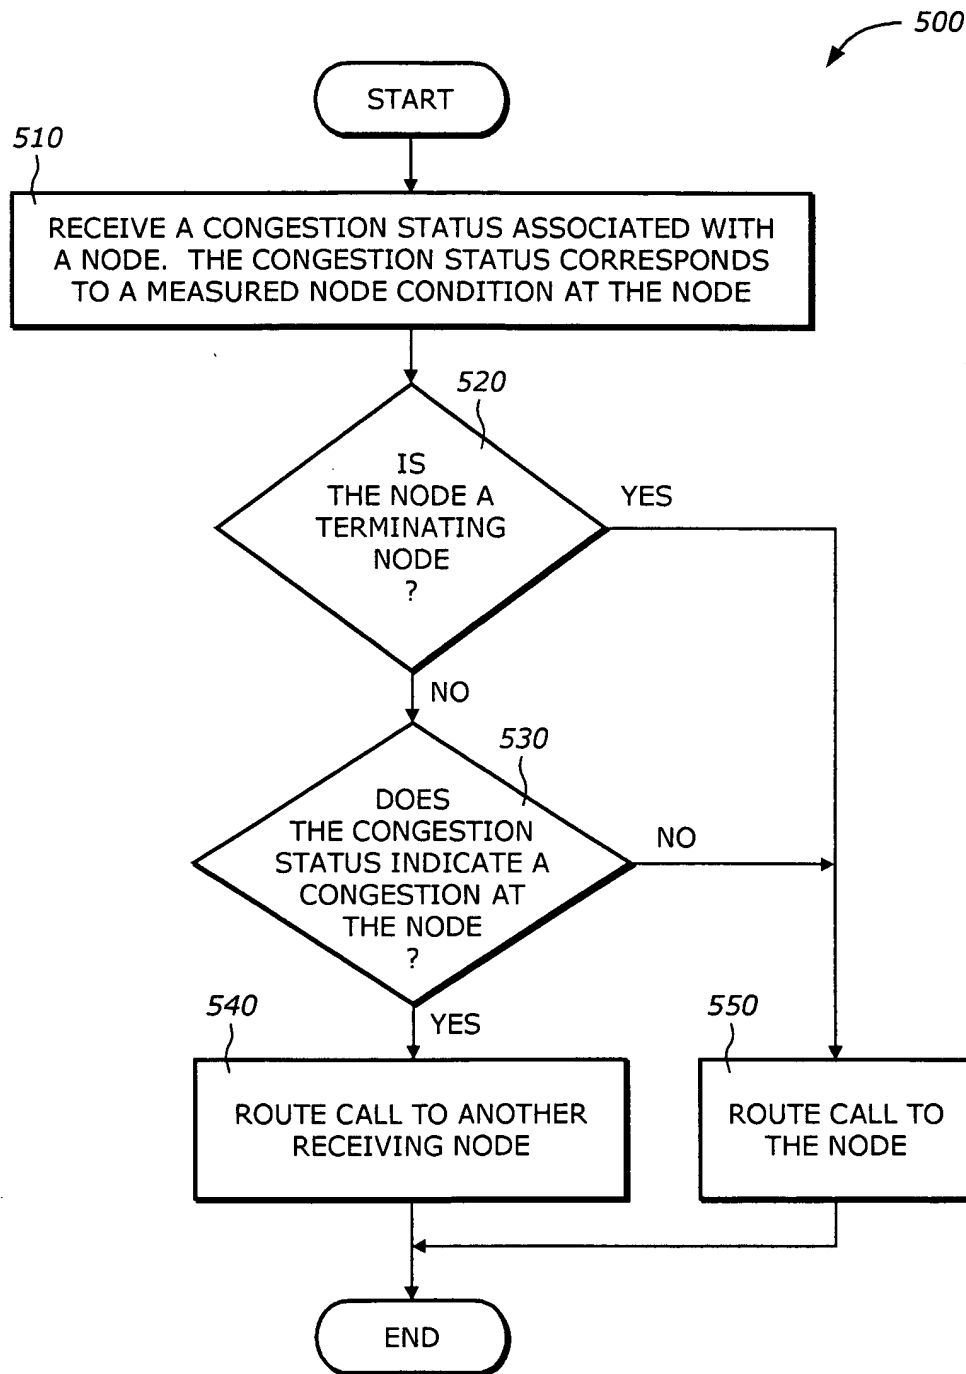 500
START
510
RECEIVE A CONGESTION STATUS ASSOCIATED WITH
A NODE. THE CONGESTION STATUS CORRESPONDS
TO A MEASURED NODE CONDITION AT THE NODE
520
IS
THE NODE A
TERMINATING
NODE
?
YES
NO
530
DOES
THE CONGESTION
STATUS INDICATE A
CONGESTION AT
THE NODE
?
NO
YES
540
ROUTE CALL TO ANOTHER
RECEIVING NODE
550
ROUTE CALL TO
THE NODE
END